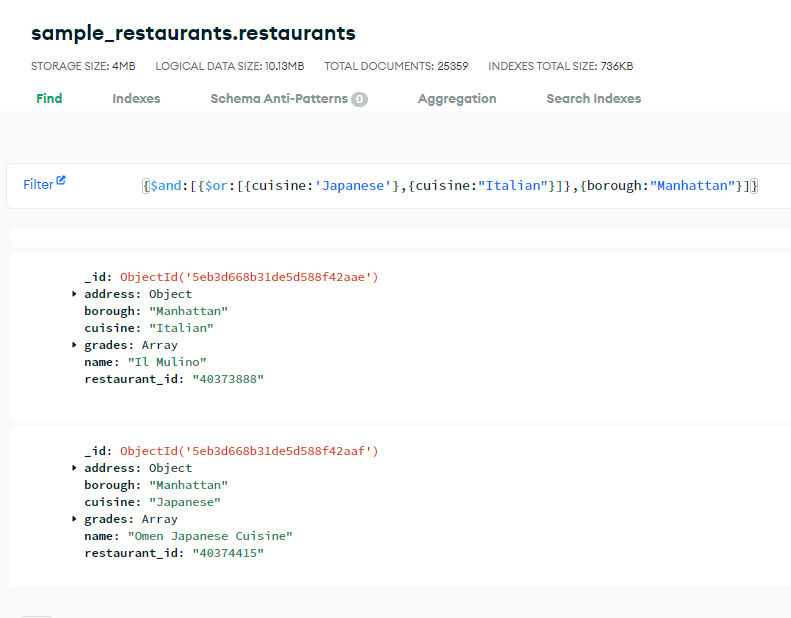 sample_restaurants.restaurants
STORAGE SIZE: 4MB LOGICAL DATA SIZE: 10.13MB TOTAL DOCUMENTS: 25359 INDEXES TOTAL SIZE: 736KB
Find Indexes Schema Anti-Patterns 0 Aggregation Search Indexes
Filter {$and:[{$or:[{cuisine:'Japanese'},{cuisine:"Italian"}]},{borough:"Manhattan"}]}
_id: ObjectId('5eb3d668b31de5d588f42aae')
address: Object
borough: "Manhattan"
cuisine: "Italian"
grades: Array
name: "Il Mulino"
restaurant_id: "40373888"
_id: ObjectId('5eb3d668b31de5d588f42aaf')
address: Object
borough: "Manhattan"
cuisine: "Japanese"
grades: Array
name: "Omen Japanese Cuisine"
restaurant_id: "40374415"